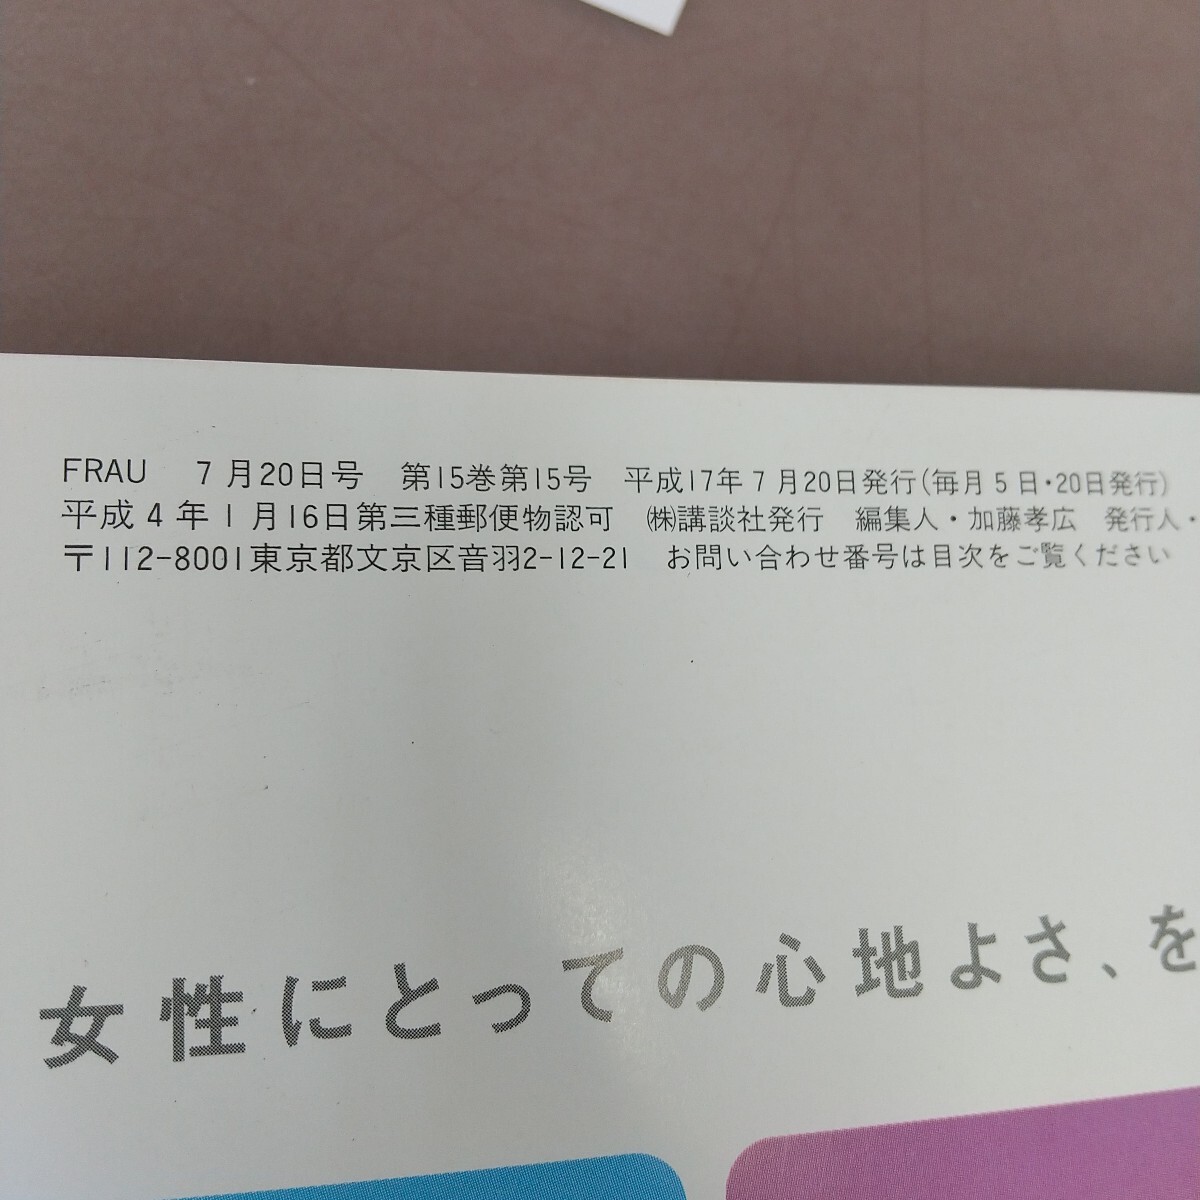 FRAU 7月20日号 第15巻第15号 平成17年7月20日発行(毎月5日・20日発行)
平成4年1月16日第三種郵便物認可 ㈱講談社発行 編集人・加藤孝広 発行人・
〒112-8001東京都文京区音羽2-12-21 お問い合わせ番号は目次をご覧ください
女性にとっての心地よさ、を